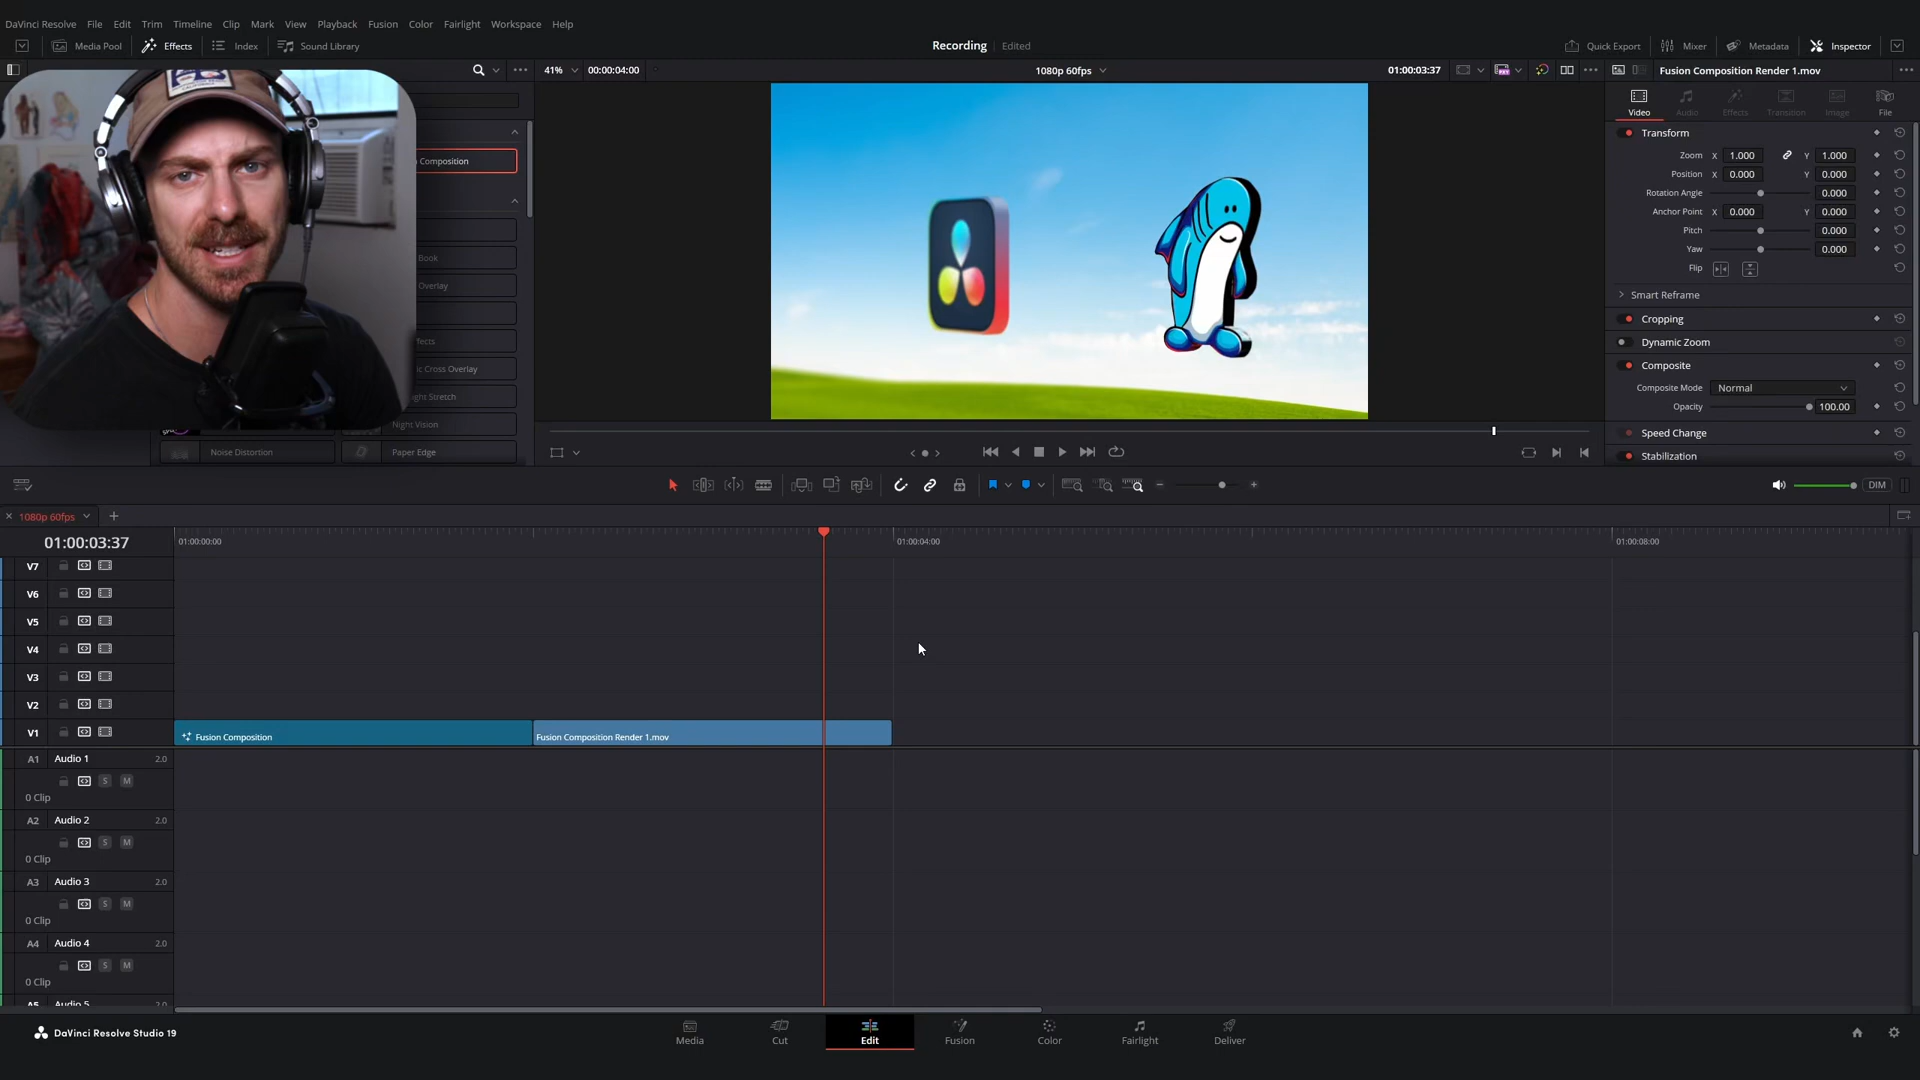 DaVinci Resolve File Edit Trim Timeline Clip Mark View Playback Fusion Color Fairlight Workspace Help
Media Pool Effects Index Sound Library Recording Edited Quick Export Mixer Metadata Inspector
41% 00:00:04:00 1080p 60fps 01:00:03:37 Fusion Composition Render 1.mov
Video Audio Effects Transition Image File
Transform
Zoom X 1.000 Y 1.000
Position X 0.000 Y 0.000
Rotation Angle 0.000
Anchor Point X 0.000 Y 0.000
Pitch 0.000
Yaw 0.000
Flip
Smart Reframe
Cropping
Dynamic Zoom
Composite
Composite Mode Normal
Opacity 100.00
Speed Change
Stabilization
Composition
Book
Overlay
ffects
ic Cross Overlay
ight Stretch
Night Vision
Noise Distortion Paper Edge
DIM
1080p 60fps
01:00:03:37 01:00:00:00 01:00:04:00 01:00:08:00
V7
V6
V5
V4
V3
V2
V1 Fusion Composition Fusion Composition Render 1.mov
A1 Audio 1 2.0
S M
0 Clip
A2 Audio 2 2.0
S M
0 Clip
A3 Audio 3 2.0
S M
0 Clip
A4 Audio 4 2.0
S M
0 Clip
A5 Audio 5 2.0
DaVinci Resolve Studio 19 Media Cut Edit Fusion Color Fairlight Deliver